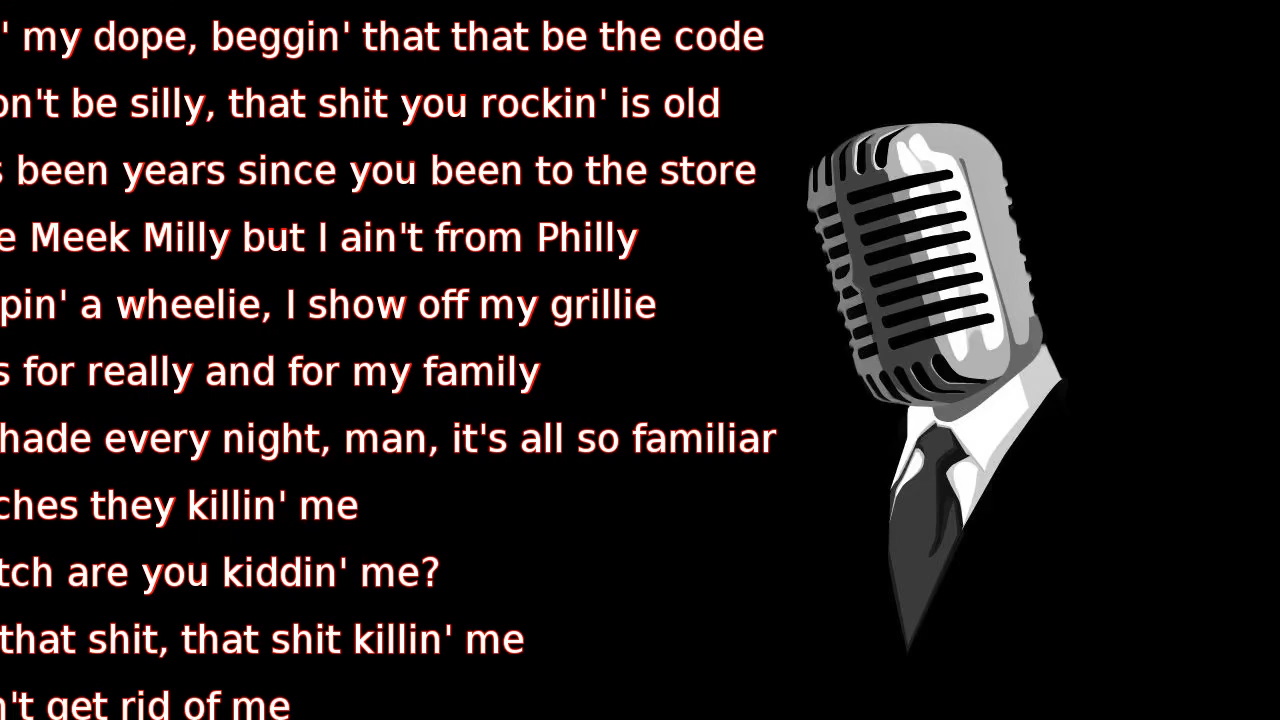 ' my dope, beggin' that that be the code
on't be silly, that shit you rockin' is old
s been years since you been to the store
e Meek Milly but I ain't from Philly
pin' a wheelie, I show off my grillie
s for really and for my family
hade every night, man, it's all so familiar
ches they killin' me
tch are you kiddin' me?
that shit, that shit killin' me
n't get rid of me